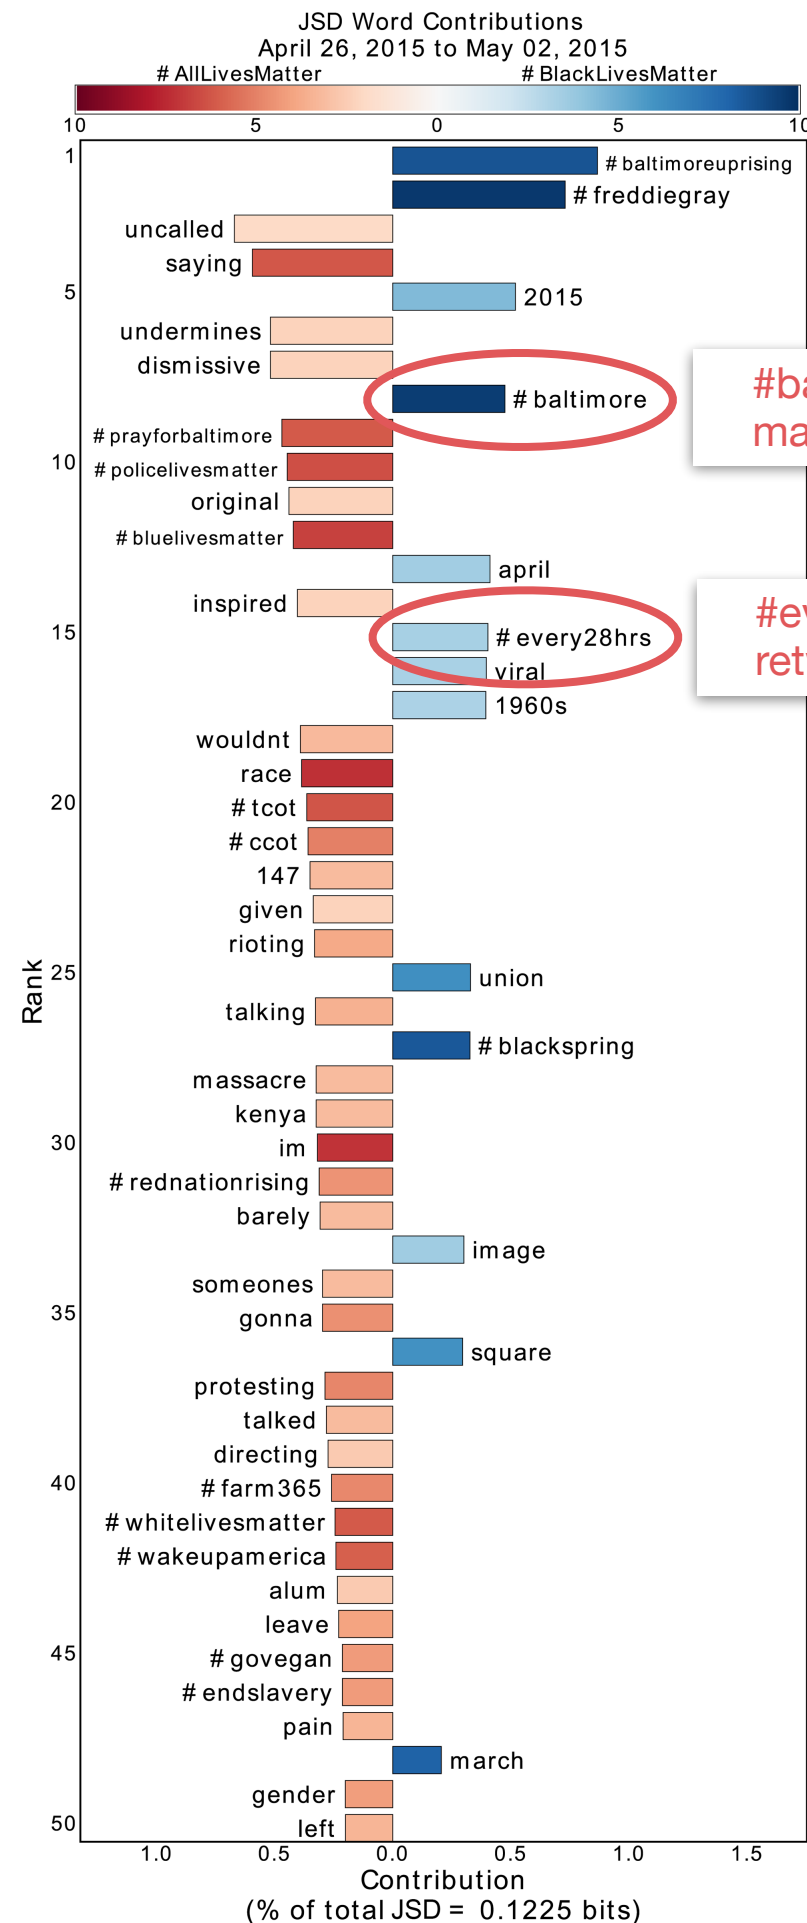 JSD Word Contributions
April 26, 2015 to May 02, 2015
# AllLivesMatter # BlackLivesMatter
10 5 0 5 10
1
# baltimoreuprising
# freddiegray
uncalled
saying
5
2015
undermines
dismissive
# baltimore
# prayforbaltimore
10
# policelivesmatter
original
# bluelivesmatter
april
inspired
15
# every28hrs
viral
1960s
wouldnt
race
20
# tcot
# ccot
147
given
rioting
25
union
talking
# blackspring
massacre
kenya
30
im
# rednationrising
barely
image
someones
35
gonna
square
protesting
talked
directing
40
# farm365
# whitelivesmatter
# wakeupamerica
alum
leave
45
# govegan
# endslavery
pain
march
gender
50
left
Rank
1.0 0.5 0.0 0.5 1.0 1.5
Contribution
(% of total JSD = 0.1225 bits)
#ba
ma
#ev
ret